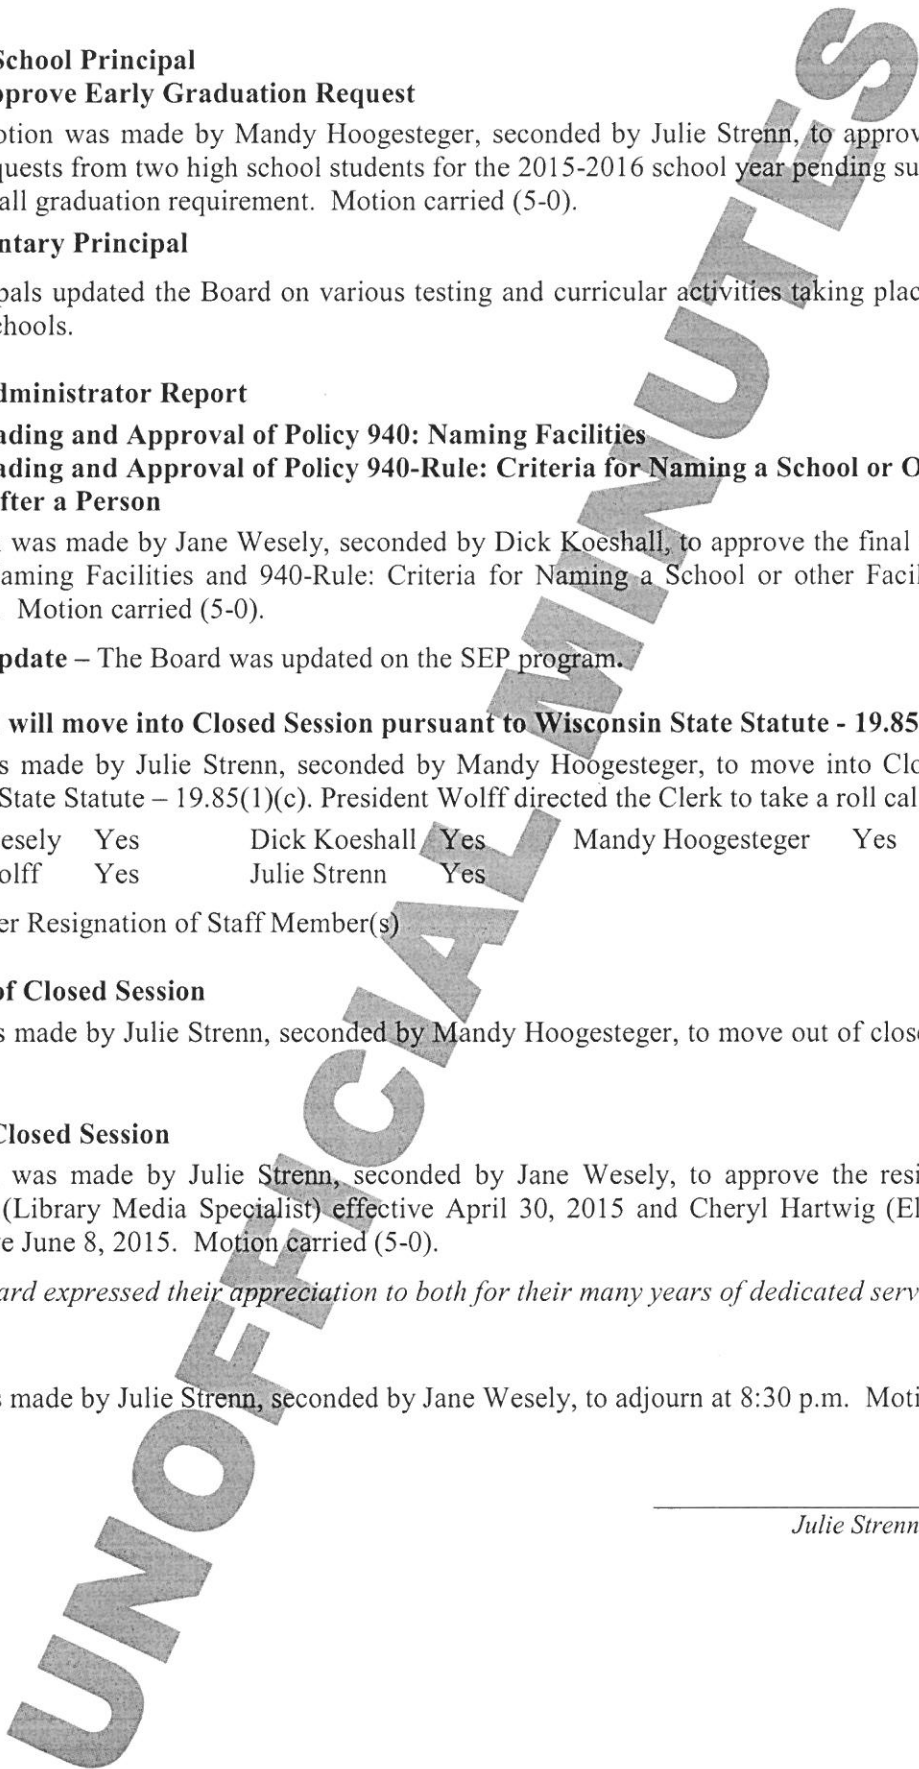 School Principal
pprove Early Graduation Request
otion was made by Mandy Hoogesteger, seconded by Julie Strenn, to approv
quests from two high school students for the 2015-2016 school year pending su
all graduation requirement. Motion carried (5-0).
ntary Principal
pals updated the Board on various testing and curricular activities taking plac
chools.
dministrator Report
ading and Approval of Policy 940: Naming Facilities
ading and Approval of Policy 940-Rule: Criteria for Naming a School or O
fter a Person
was made by Jane Wesely, seconded by Dick Koeshall, to approve the final
aming Facilities and 940-Rule: Criteria for Naming a School or other Facil
Motion carried (5-0).
pdate – The Board was updated on the SEP program.
will move into Closed Session pursuant to Wisconsin State Statute - 19.85
s made by Julie Strenn, seconded by Mandy Hoogesteger, to move into Clo
State Statute – 19.85(1)(c). President Wolff directed the Clerk to take a roll cal
esely Yes Dick Koeshall Yes Mandy Hoogesteger Yes
olff Yes Julie Strenn Yes
er Resignation of Staff Member(s)
of Closed Session
s made by Julie Strenn, seconded by Mandy Hoogesteger, to move out of close
Closed Session
was made by Julie Strenn, seconded by Jane Wesely, to approve the resi
(Library Media Specialist) effective April 30, 2015 and Cheryl Hartwig (El
e June 8, 2015. Motion carried (5-0).
ard expressed their appreciation to both for their many years of dedicated serv
s made by Julie Strenn, seconded by Jane Wesely, to adjourn at 8:30 p.m. Moti
Julie Strenn
UNOFFICIAL MINUTES